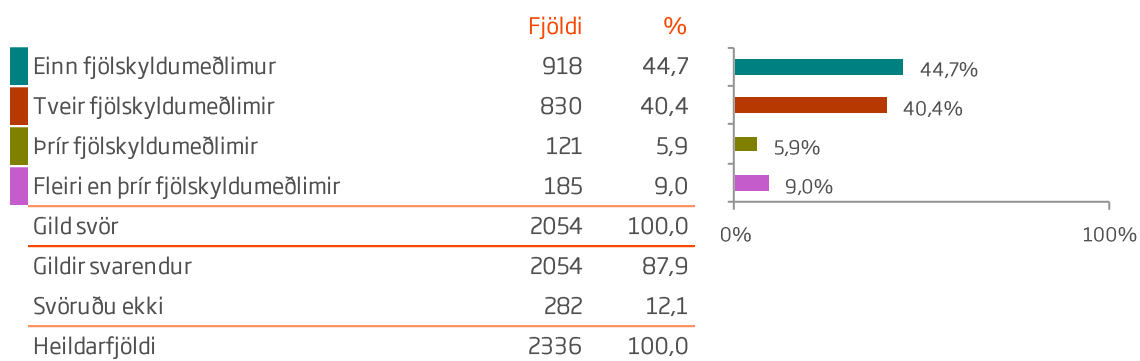 Fjöldi %
Einn fjölskyldumeðlimur 918 44,7 44,7%
Tveir fjölskyldumeðlimir 830 40,4 40,4%
Þrír fjölskyldumeðlimir 121 5,9 5,9%
Fleiri en þrír fjölskyldumeðlimir 185 9,0 9,0%
Gild svör 2054 100,0 0% 100%
Gildir svarendur 2054 87,9
Svöruðu ekki 282 12,1
Heildarfjöldi 2336 100,0